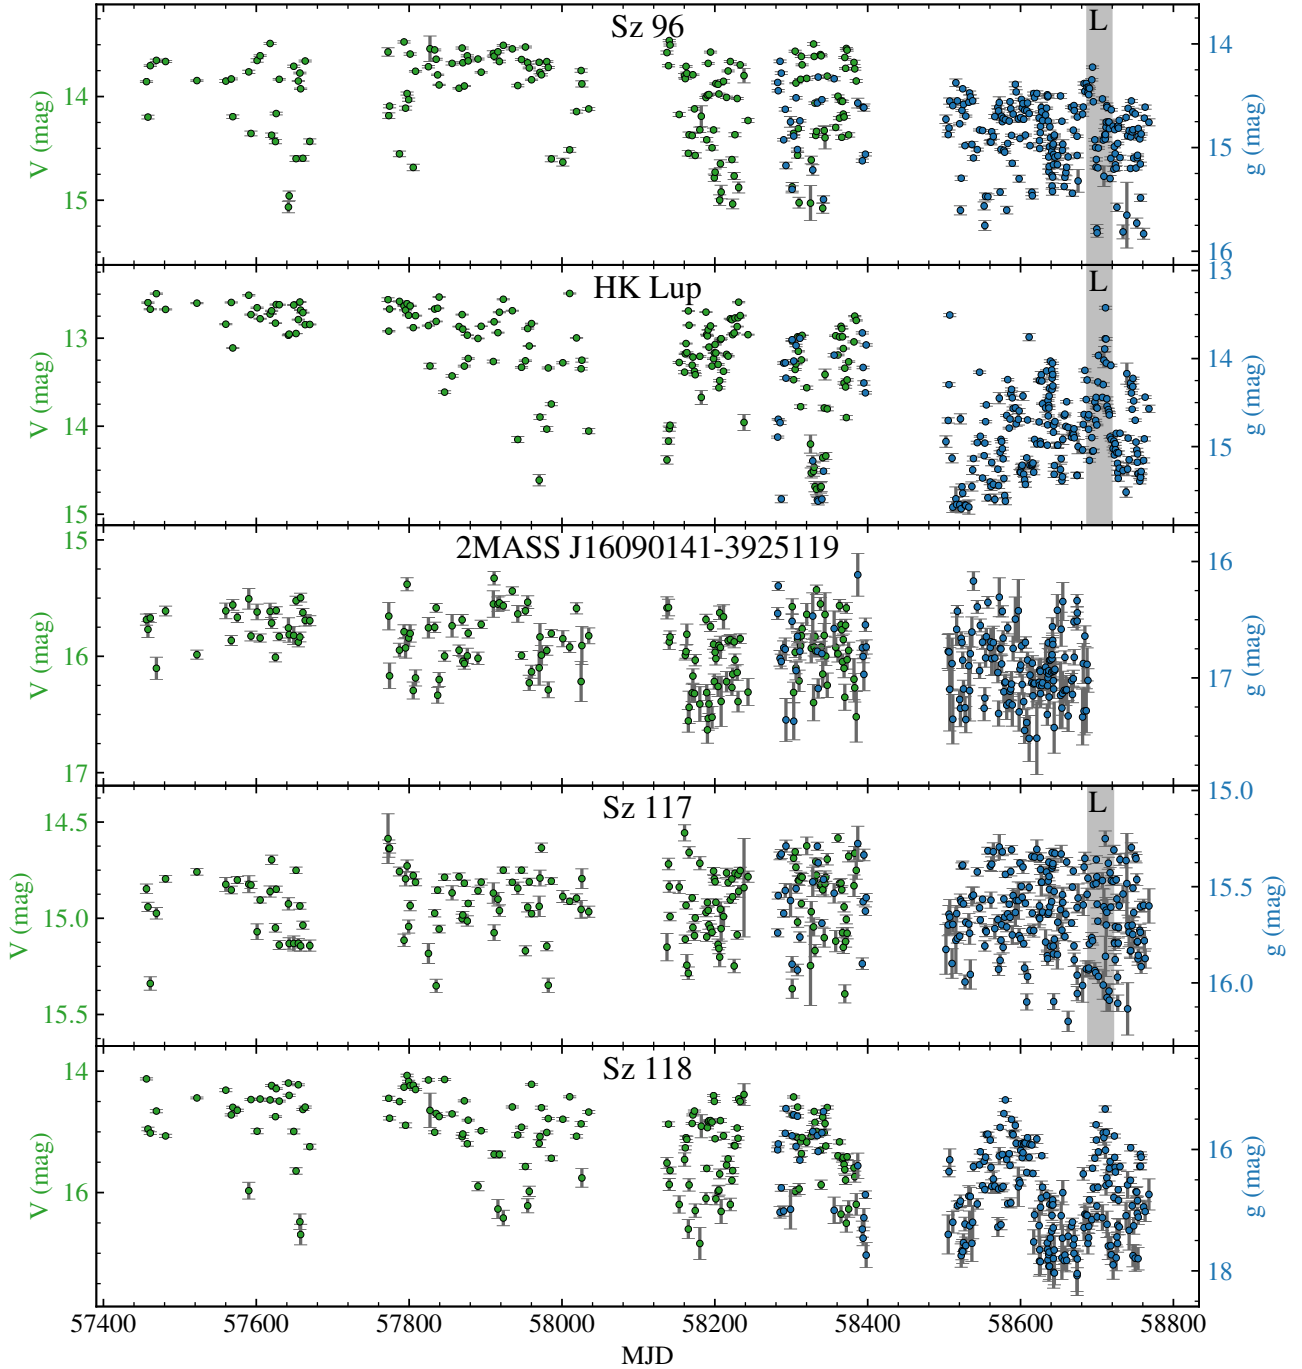 Sz 96
L
14
15
V (mag)
14
15
16
g (mag)
HK Lup
L
13
14
15
V (mag)
13
14
15
g (mag)
2MASS J16090141-3925119
15
16
17
V (mag)
16
17
g (mag)
Sz 117
L
14.5
15.0
15.5
V (mag)
15.0
15.5
16.0
g (mag)
Sz 118
14
16
V (mag)
16
18
g (mag)
57400 57600 57800 58000 58200 58400 58600 58800
MJD